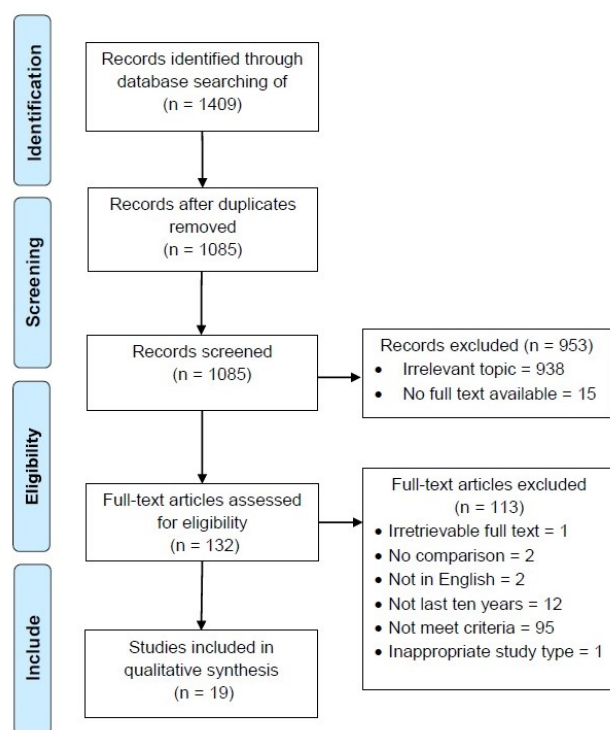 Identification
Records identified through
database searching of
(n = 1409)
Records after duplicates
removed
(n = 1085)
Screening
Records screened
(n = 1085)
Records excluded (n = 953)
• Irrelevant topic = 938
• No full text available = 15
Eligibility
Full-text articles assessed
for eligibility
(n = 132)
Full-text articles excluded
(n = 113)
• Irretrievable full text = 1
• No comparison = 2
• Not in English = 2
• Not last ten years = 12
• Not meet criteria = 95
• Inappropriate study type = 1
Include
Studies included in
qualitative synthesis
(n = 19)